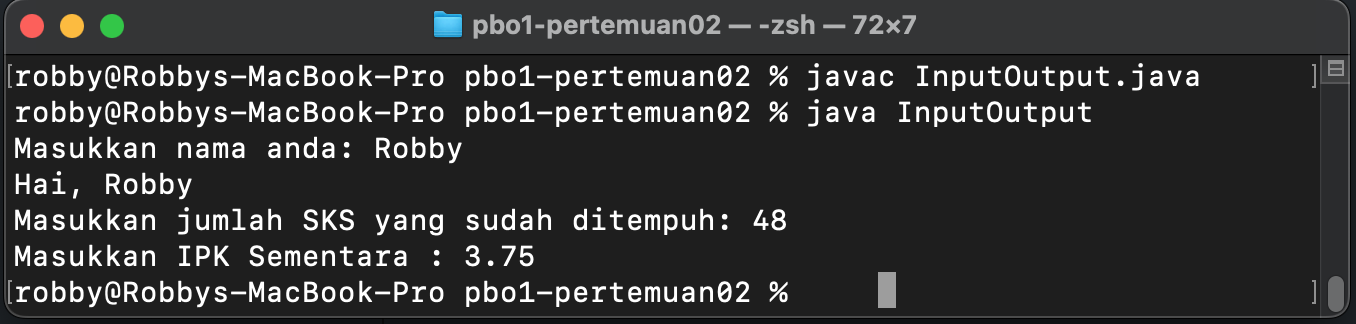 pbo1-pertemuan02 — -zsh — 72×7
[robby@Robbys-MacBook-Pro pbo1-pertemuan02 % javac InputOutput.java ]
robby@Robbys-MacBook-Pro pbo1-pertemuan02 % java InputOutput
Masukkan nama anda: Robby
Hai, Robby
Masukkan jumlah SKS yang sudah ditempuh: 48
Masukkan IPK Sementara : 3.75
[robby@Robbys-MacBook-Pro pbo1-pertemuan02 % ]